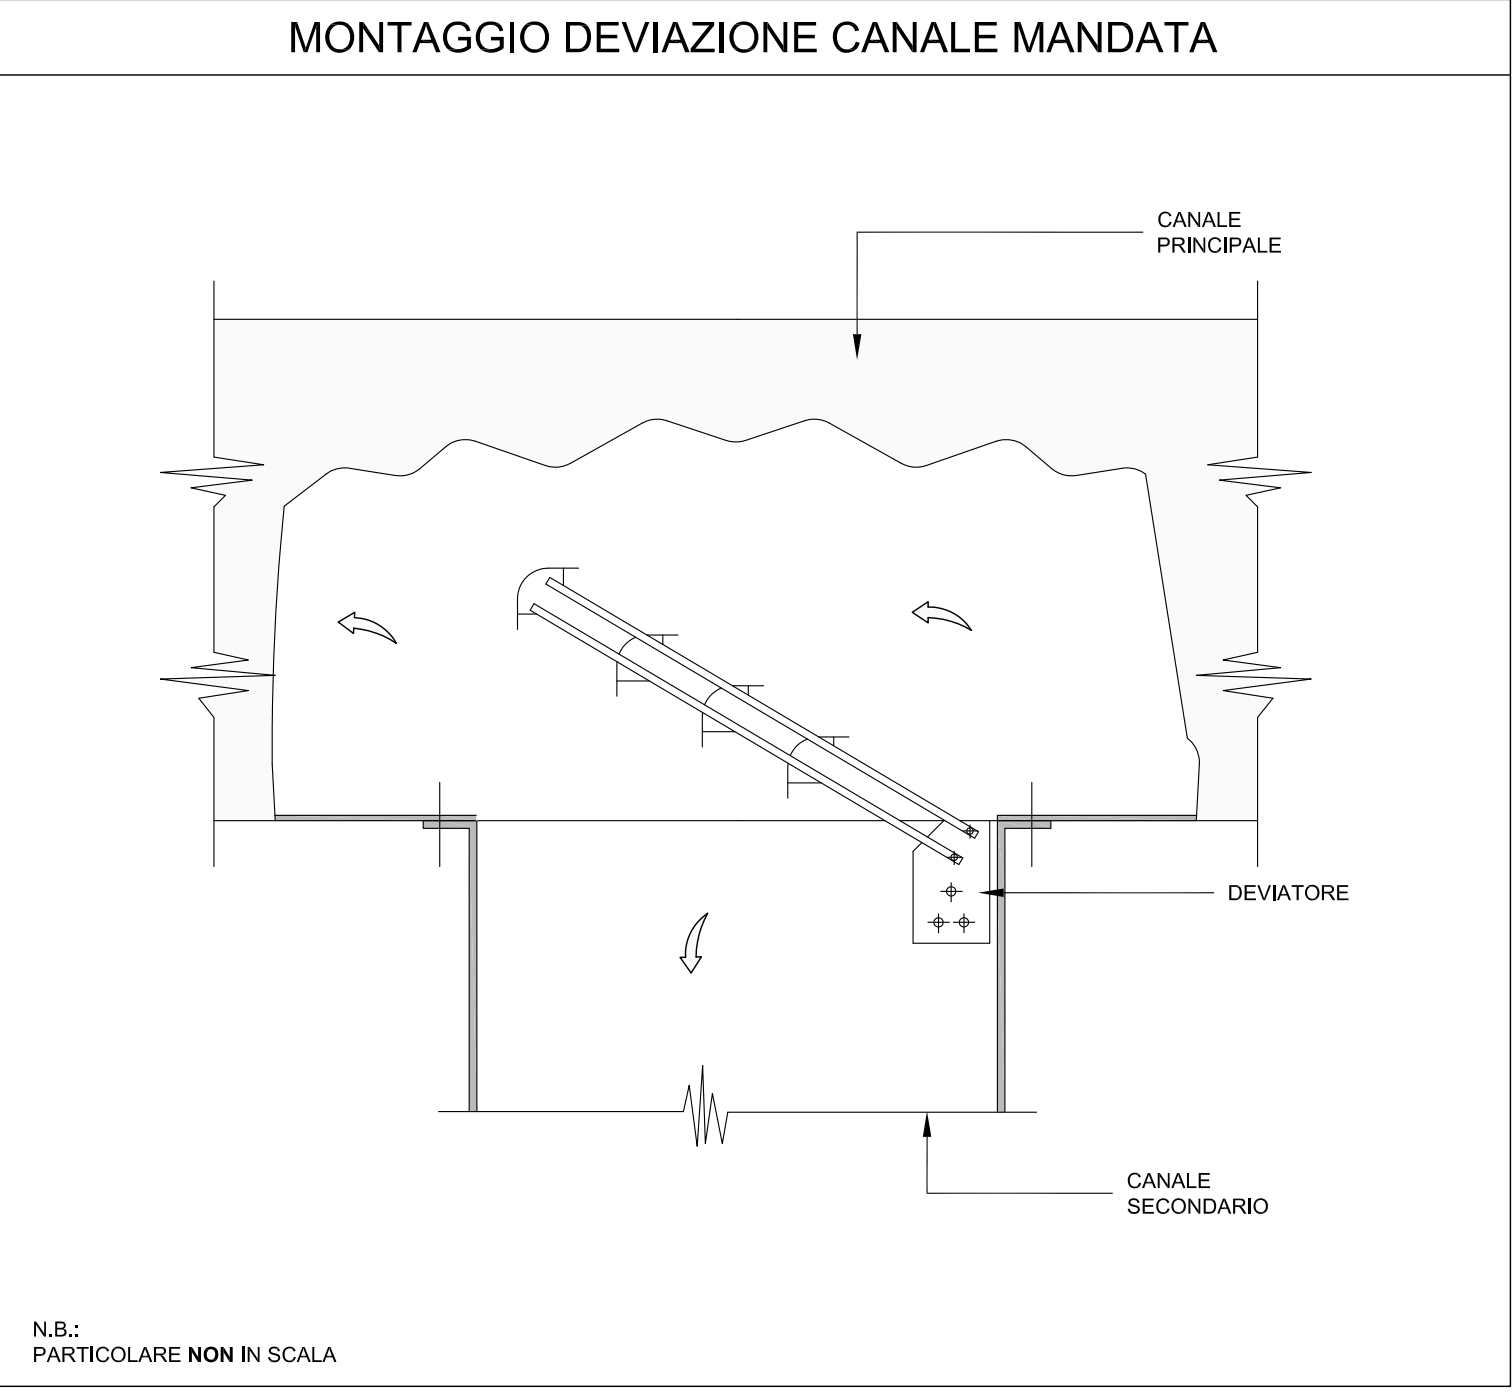 MONTAGGIO DEVIAZIONE CANALE MANDATA
CANALE
PRINCIPALE
DEVIATORE
CANALE
SECONDARIO
N.B.:
PARTICOLARE NON IN SCALA